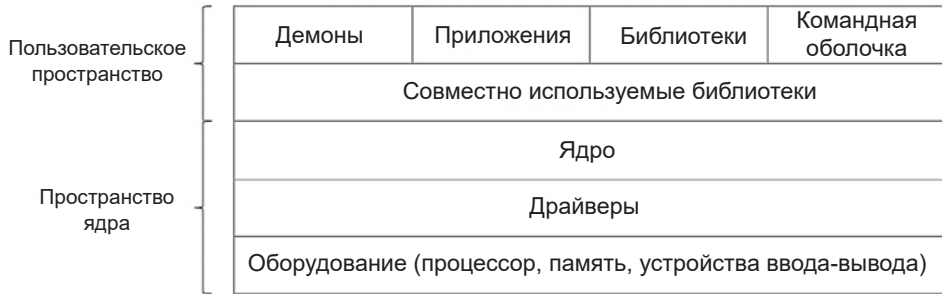 Пользовательское
пространство
Демоны
Приложения
Библиотеки
Командная
оболочка
Совместно используемые библиотеки
Пространство
ядра
Ядро
Драйверы
Оборудование (процессор, память, устройства ввода-вывода)